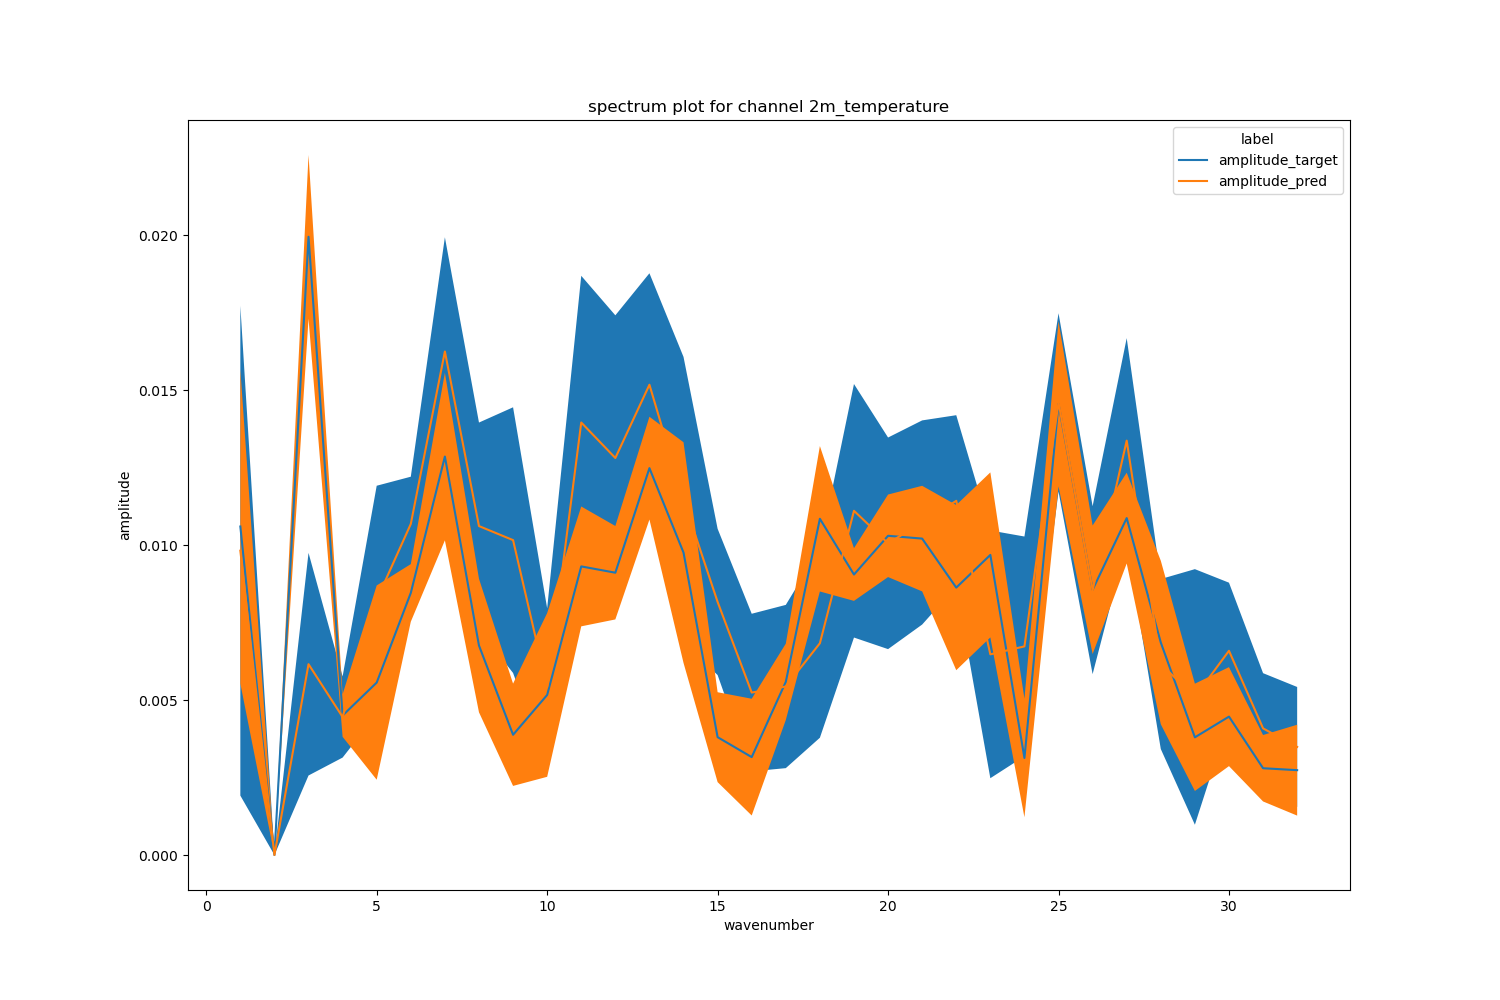 spectrum plot for channel 2m_temperature
label
amplitude_target
amplitude_pred
0.020
0.015
0.010
0.005
0.000
amplitude
0 5 10 15 20 25 30
wavenumber